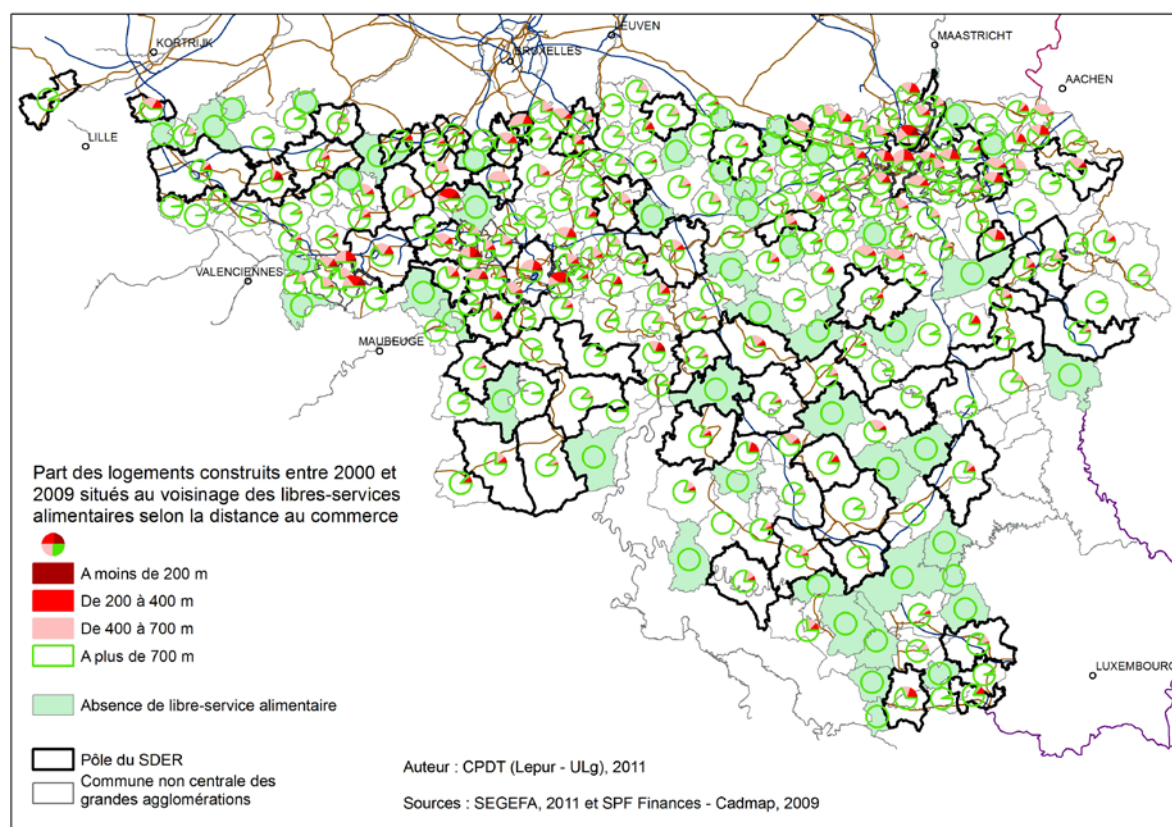 KORTRIJK
LEUVEN
BRUXELLES
MAASTRICHT
AACHEN
LILLE
VALENCIENNES
MAUBEUGE
LUXEMBOURG
Part des logements construits entre 2000 et
2009 situés au voisinage des libres-services
alimentaires selon la distance au commerce
A moins de 200 m
De 200 à 400 m
De 400 à 700 m
A plus de 700 m
Absence de libre-service alimentaire
Pôle du SDER
Commune non centrale des
grandes agglomérations
Auteur : CPDT (Lepur - ULg), 2011
Sources : SEGEFA, 2011 et SPF Finances - Cadmap, 2009